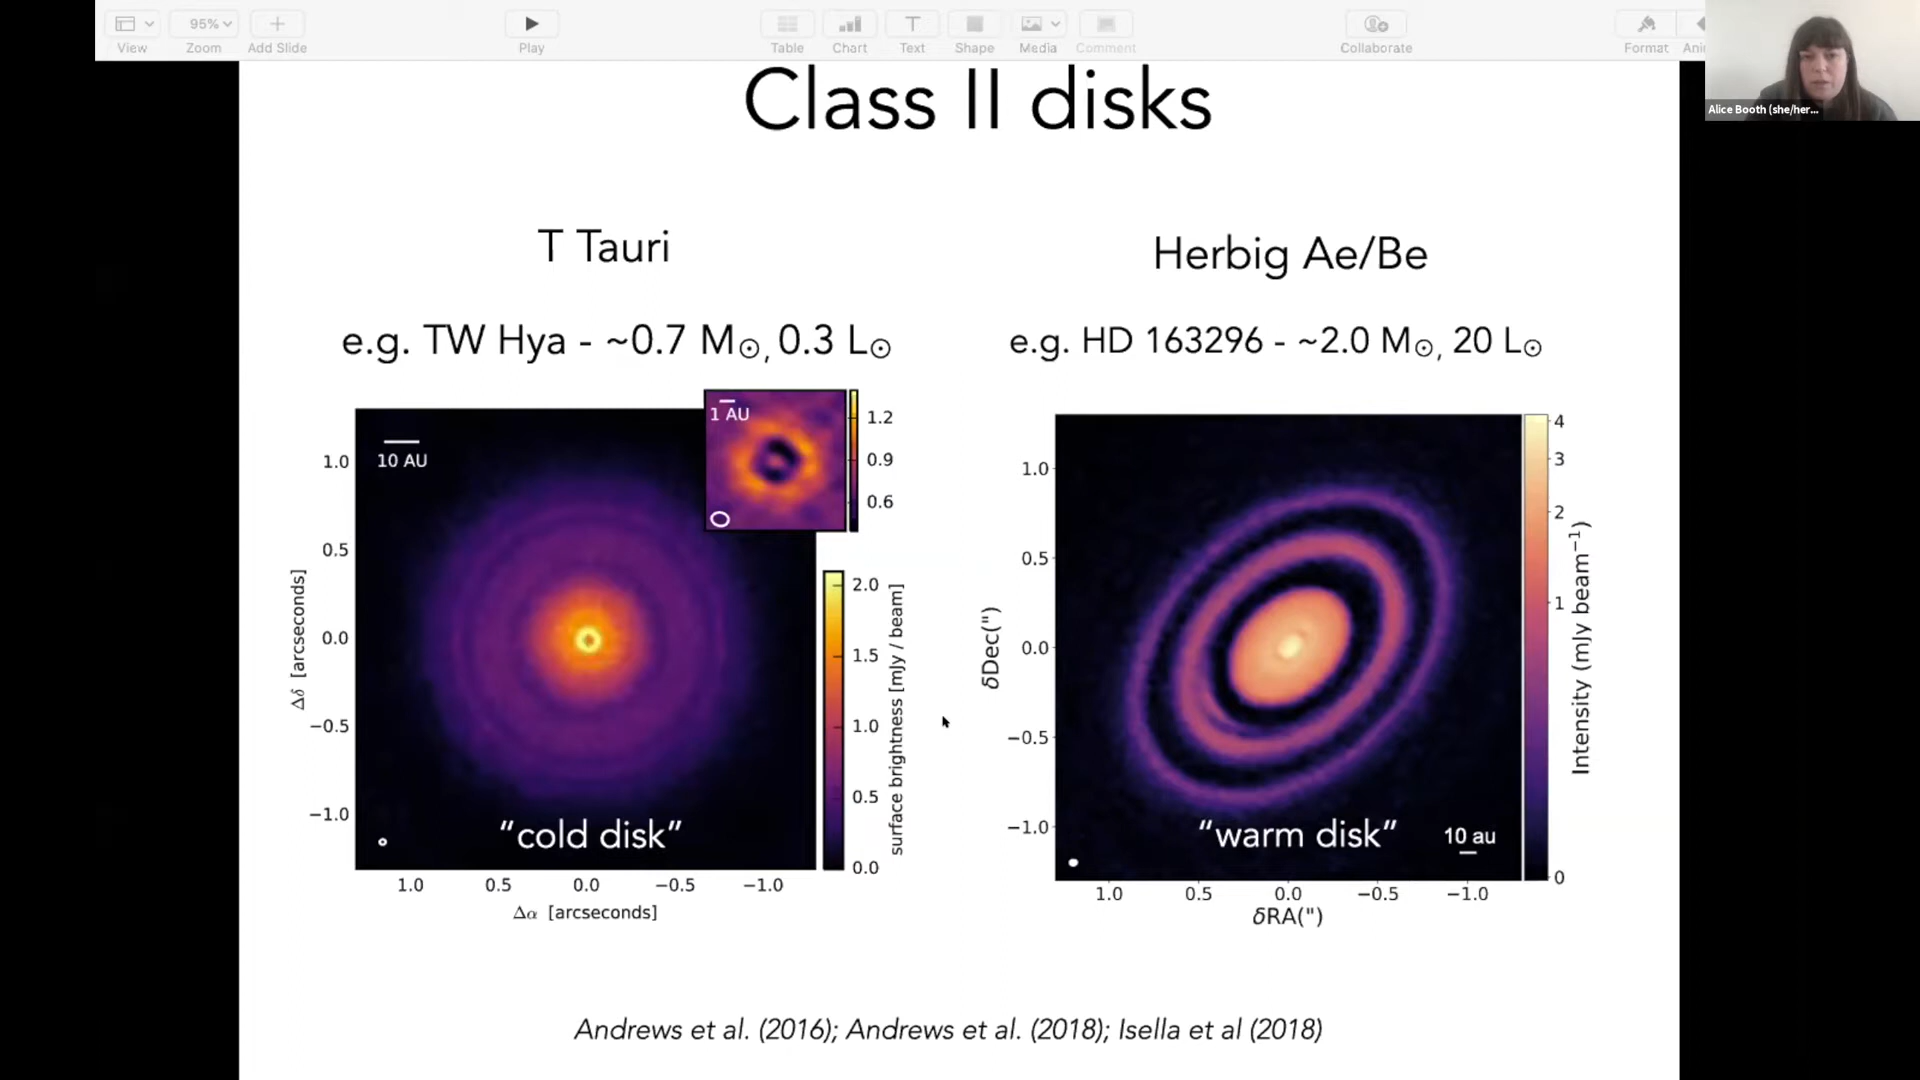 95%
View
Zoom
Add Slide
Play
Table
Chart
Text
Shape
Media
Comment
Collaborate
Format
Ani
Alice Booth (she/her...
Class II disks
T Tauri
e.g. TW Hya - ~0.7 M⊙, 0.3 L⊙
1 AU
1.2
0.9
0.6
10 AU
1.0
0.5
0.0
−0.5
−1.0
Δδ [arcseconds]
"cold disk"
1.0
0.5
0.0
−0.5
−1.0
Δα [arcseconds]
2.0
1.5
1.0
0.5
0.0
surface brightness [mJy / beam]
Herbig Ae/Be
e.g. HD 163296 - ~2.0 M⊙, 20 L⊙
1.0
0.5
0.0
−0.5
−1.0
δDec(")
"warm disk"
10 au
1.0
0.5
0.0
−0.5
−1.0
δRA(")
4
3
2
1
0
Intensity (mJy beam⁻¹)
Andrews et al. (2016); Andrews et al. (2018); Isella et al (2018)